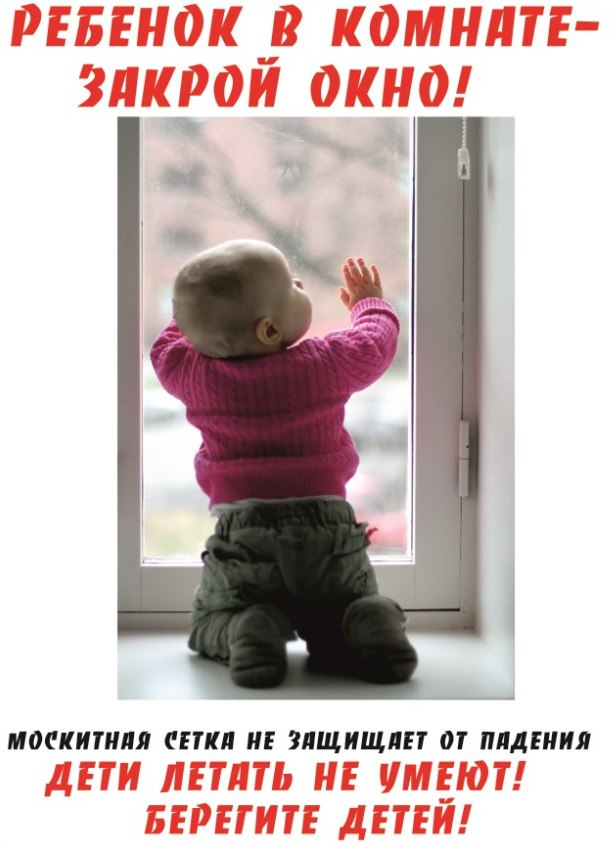 РЕБЕНОК В КОМНАТЕ-
ЗАКРОЙ ОКНО!
МОСКИТНАЯ СЕТКА НЕ ЗАЩИЩАЕТ ОТ ПАДЕНИЯ
ДЕТИ ЛЕТАТЬ НЕ УМЕЮТ!
БЕРЕГИТЕ ДЕТЕЙ!